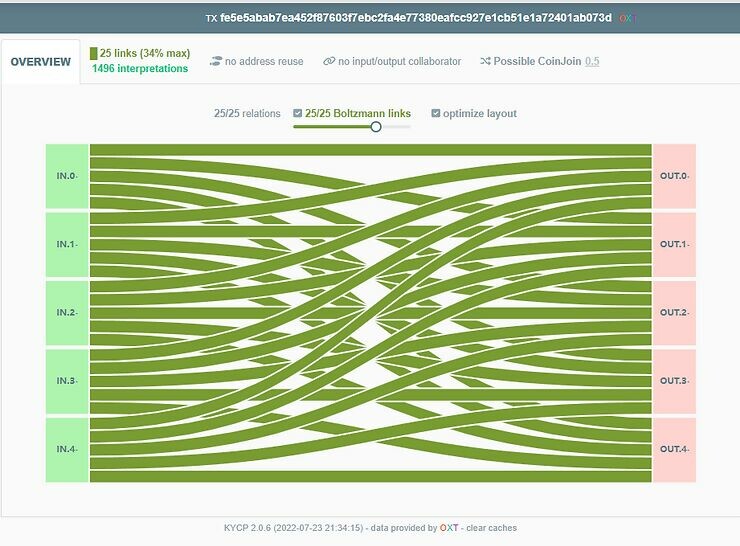 TX fe5e5abab7ea452f87603f7ebc2fa4e77380eafcc927e1cb51e1a72401ab073d OXT
OVERVIEW
25 links (34% max)
1496 interpretations
no address reuse
no input/output collaborator
Possible CoinJoin 0.5
25/25 relations
25/25 Boltzmann links
optimize layout
IN.0-
OUT.0-
IN.1-
OUT.1-
IN.2-
OUT.2-
IN.3-
OUT.3-
IN.4-
OUT.4-
KYCP 2.0.6 (2022-07-23 21:34:15) - data provided by OXT - clear caches